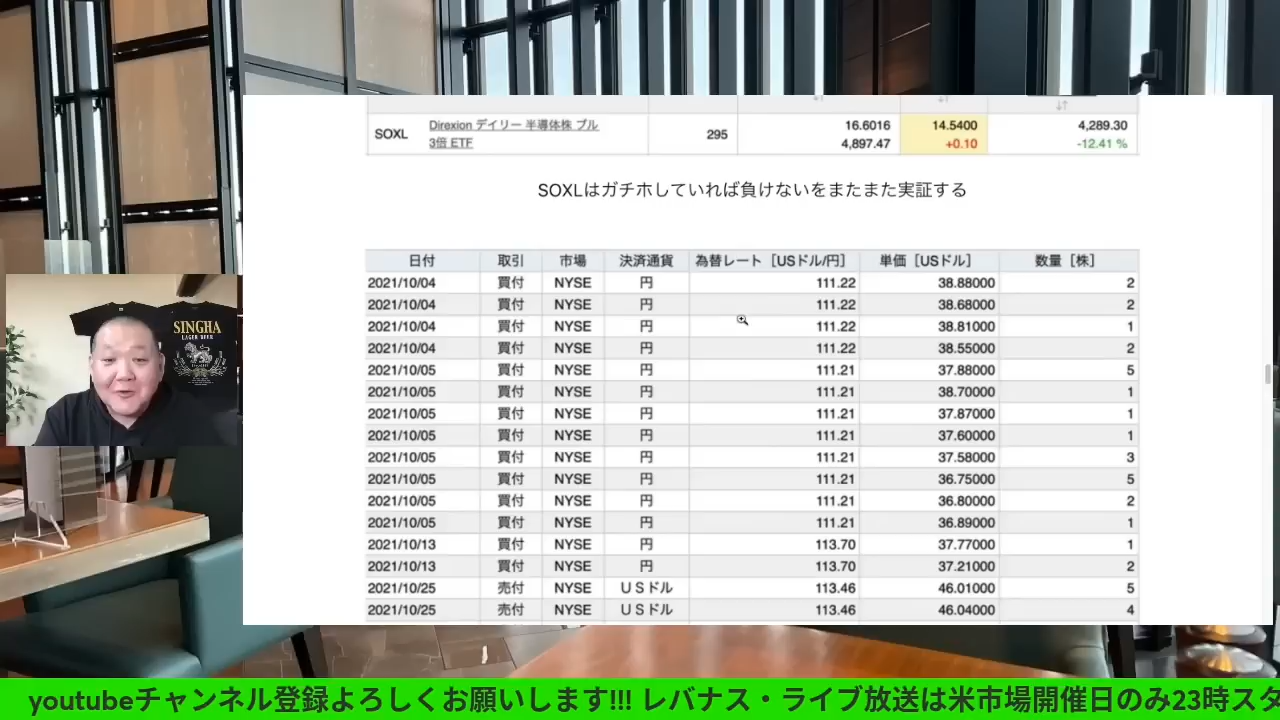 SOXL Direxion デイリー 半導体株 ブル 3倍 ETF 295 16.6016 4,897.47 14.5400 +0.10 4,289.30 -12.41 %
SOXLはガチホしていれば負けないをまたまた実証する
日付 取引 市場 決済通貨 為替レート［USドル/円］ 単価［USドル］ 数量［株］
2021/10/04 買付 NYSE 円 111.22 38.88000 2
2021/10/04 買付 NYSE 円 111.22 38.68000 2
2021/10/04 買付 NYSE 円 111.22 38.81000 1
2021/10/04 買付 NYSE 円 111.22 38.55000 2
2021/10/05 買付 NYSE 円 111.21 37.88000 5
2021/10/05 買付 NYSE 円 111.21 38.70000 1
2021/10/05 買付 NYSE 円 111.21 37.87000 1
2021/10/05 買付 NYSE 円 111.21 37.60000 1
2021/10/05 買付 NYSE 円 111.21 37.58000 3
2021/10/05 買付 NYSE 円 111.21 36.75000 5
2021/10/05 買付 NYSE 円 111.21 36.80000 2
2021/10/05 買付 NYSE 円 111.21 36.89000 1
2021/10/13 買付 NYSE 円 113.70 37.77000 1
2021/10/13 買付 NYSE 円 113.70 37.21000 2
2021/10/25 売付 NYSE ＵＳドル 113.46 46.01000 5
2021/10/25 売付 NYSE ＵＳドル 113.46 46.04000 4
SINGHA
LAGER BEER
youtubeチャンネル登録よろしくお願いします!!! レバナス・ライブ放送は米市場開催日のみ23時スタ